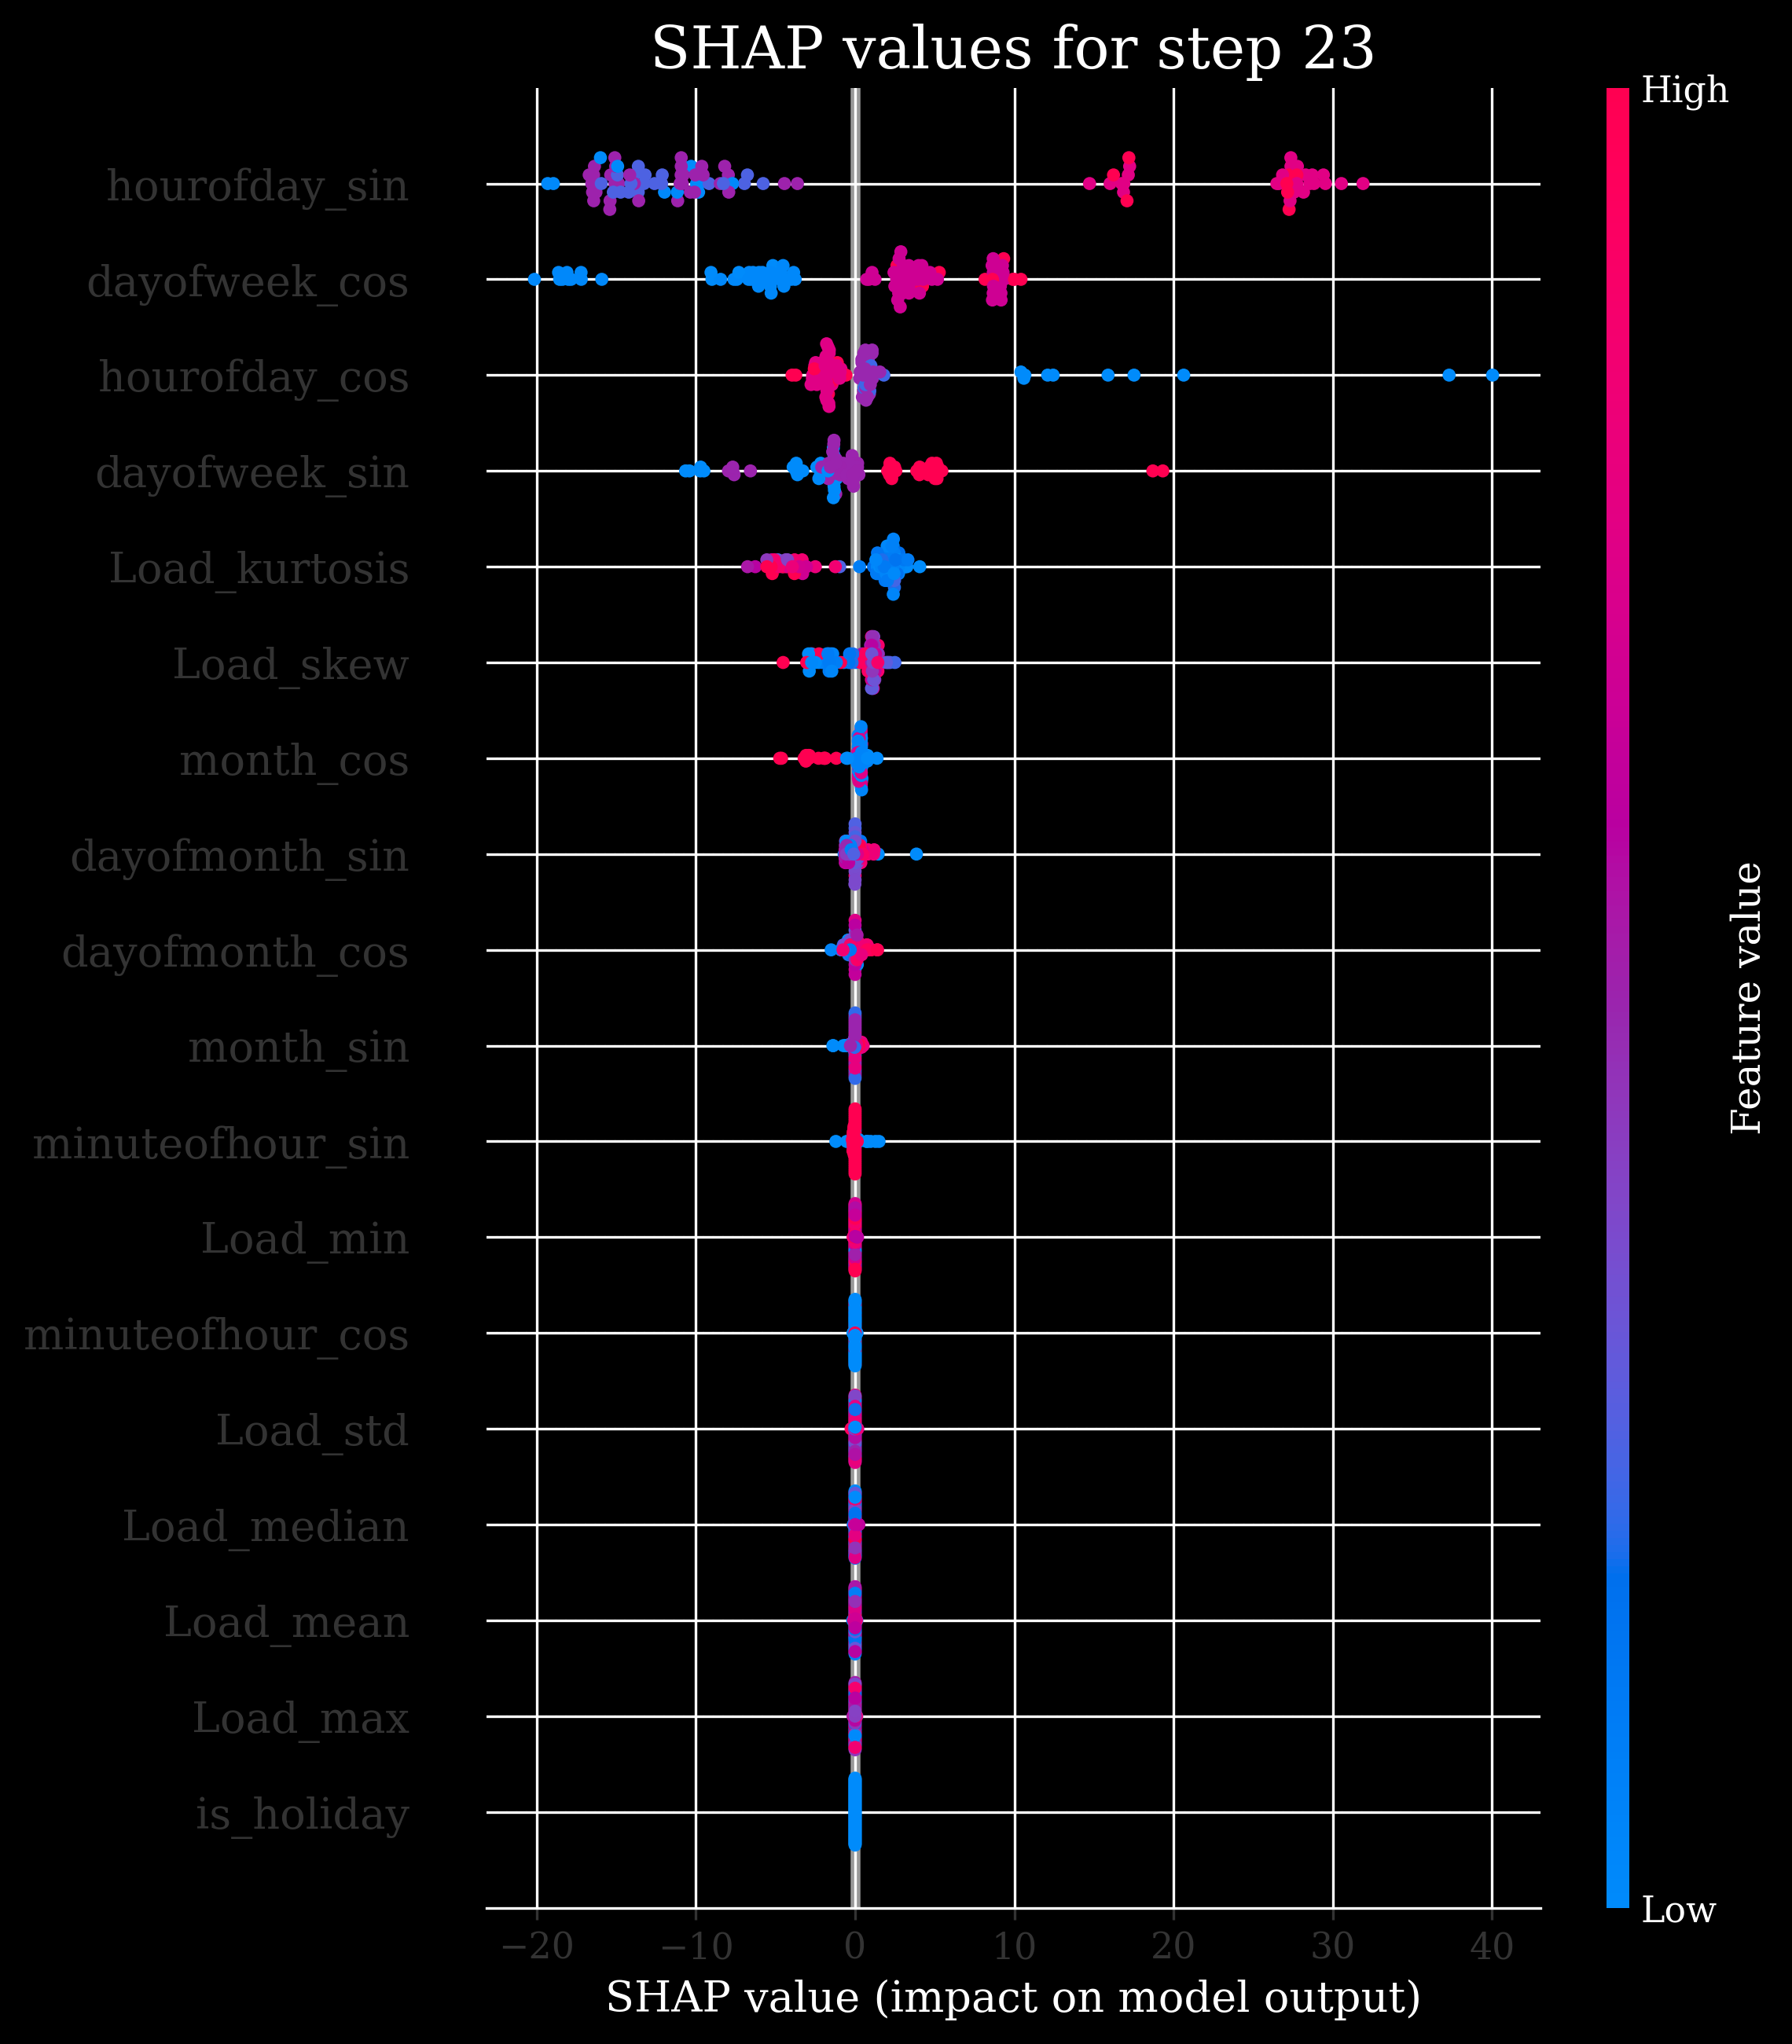 SHAP values for step 23
High
hourofday_sin
dayofweek_cos
hourofday_cos
dayofweek_sin
Load_kurtosis
Load_skew
month_cos
dayofmonth_sin
dayofmonth_cos
month_sin
minuteofhour_sin
Load_min
minuteofhour_cos
Load_std
Load_median
Load_mean
Load_max
is_holiday
Feature value
Low
−20 −10 0 10 20 30 40
SHAP value (impact on model output)